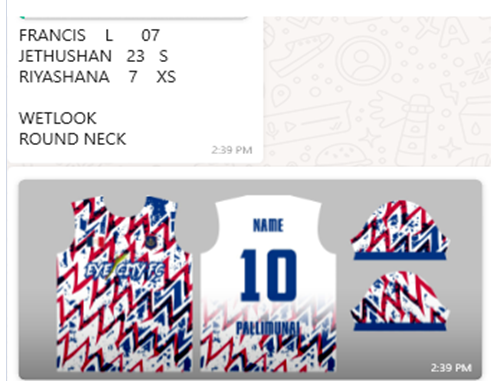 FRANCIS L 07
JETHUSHAN 23 S
RIYASHANA 7 XS
WETLOOK
ROUND NECK
2:39 PM
EYE CITY FC
NAME
10
PALLIMUNAI
2:39 PM